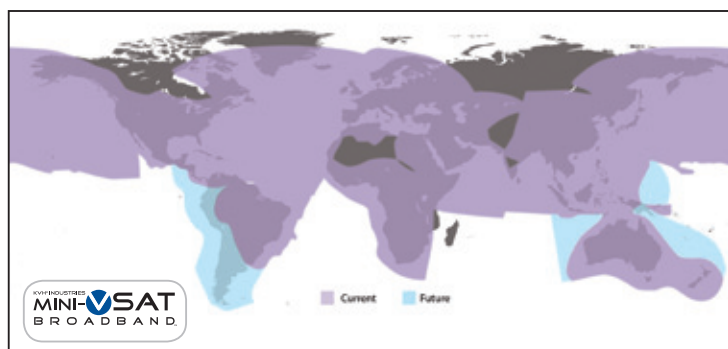 Current
Future
KVH INDUSTRIES
MINI-VSAT
BROADBAND